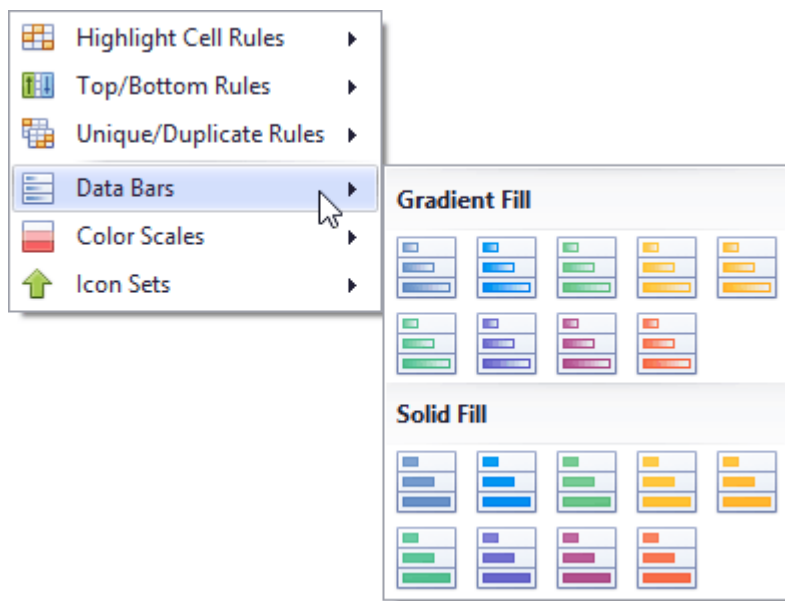 Highlight Cell Rules
Top/Bottom Rules
Unique/Duplicate Rules
Data Bars
Color Scales
Icon Sets
Gradient Fill
Solid Fill